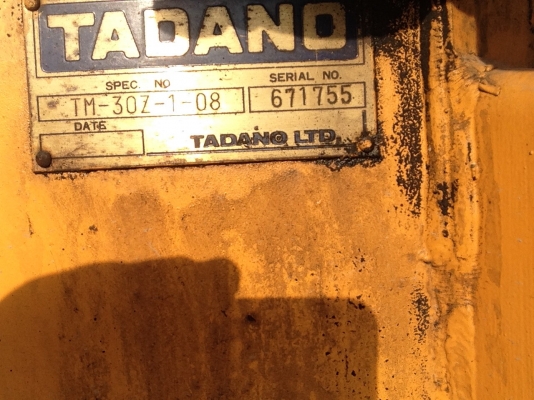 TADANO
SPEC. NO. SERIAL NO.
TM-30Z-1-08 671755
DATE
TADANO LTD.